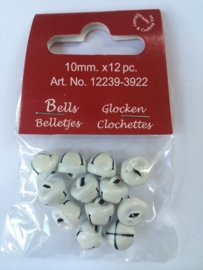 10mm. x12 pc.
Art. No. 12239-3922
Bells Glocken
Belletjes Clochettes